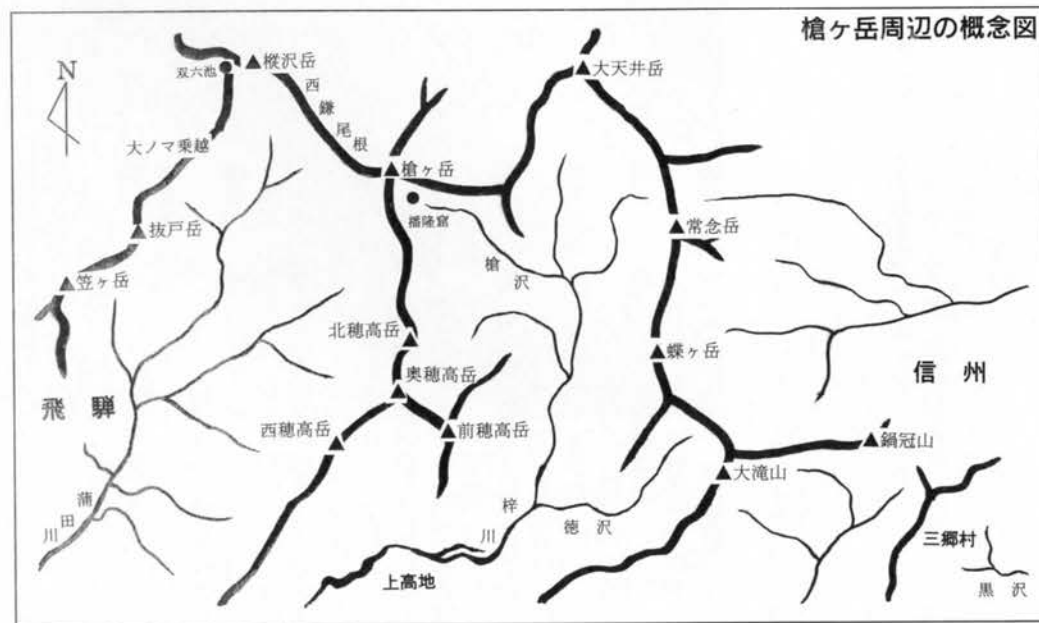 槍ヶ岳周辺の概念図
N
双六池
樅沢岳
西鎌尾根
大天井岳
大ノマ乗越
槍ヶ岳
播隆窟
抜戸岳
常念岳
笠ヶ岳
槍沢
北穂高岳
蝶ヶ岳
奥穂高岳
信州
飛騨
西穂高岳
前穂高岳
鍋冠山
大滝山
蒲田川
梓川
徳沢
三郷村
上高地
黒沢